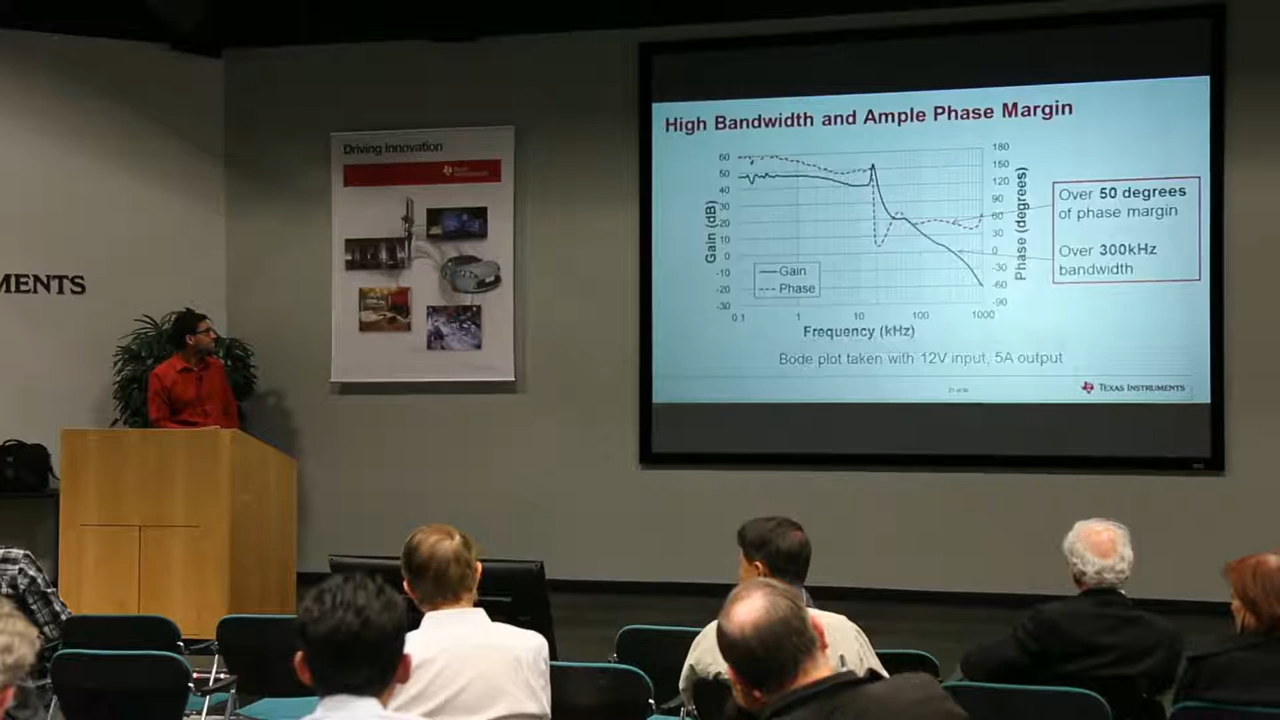 MENTS
Driving Innovation
TEXAS INSTRUMENTS
High Bandwidth and Ample Phase Margin
60
50
40
30
20
10
0
-10
-20
-30
Gain (dB)
Gain
Phase
0.1
1
10
100
1000
Frequency (kHz)
180
150
120
90
60
30
0
-30
-60
-90
Phase (degrees)
Over 50 degrees
of phase margin
Over 300kHz
bandwidth
Bode plot taken with 12V input, 5A output
TEXAS INSTRUMENTS